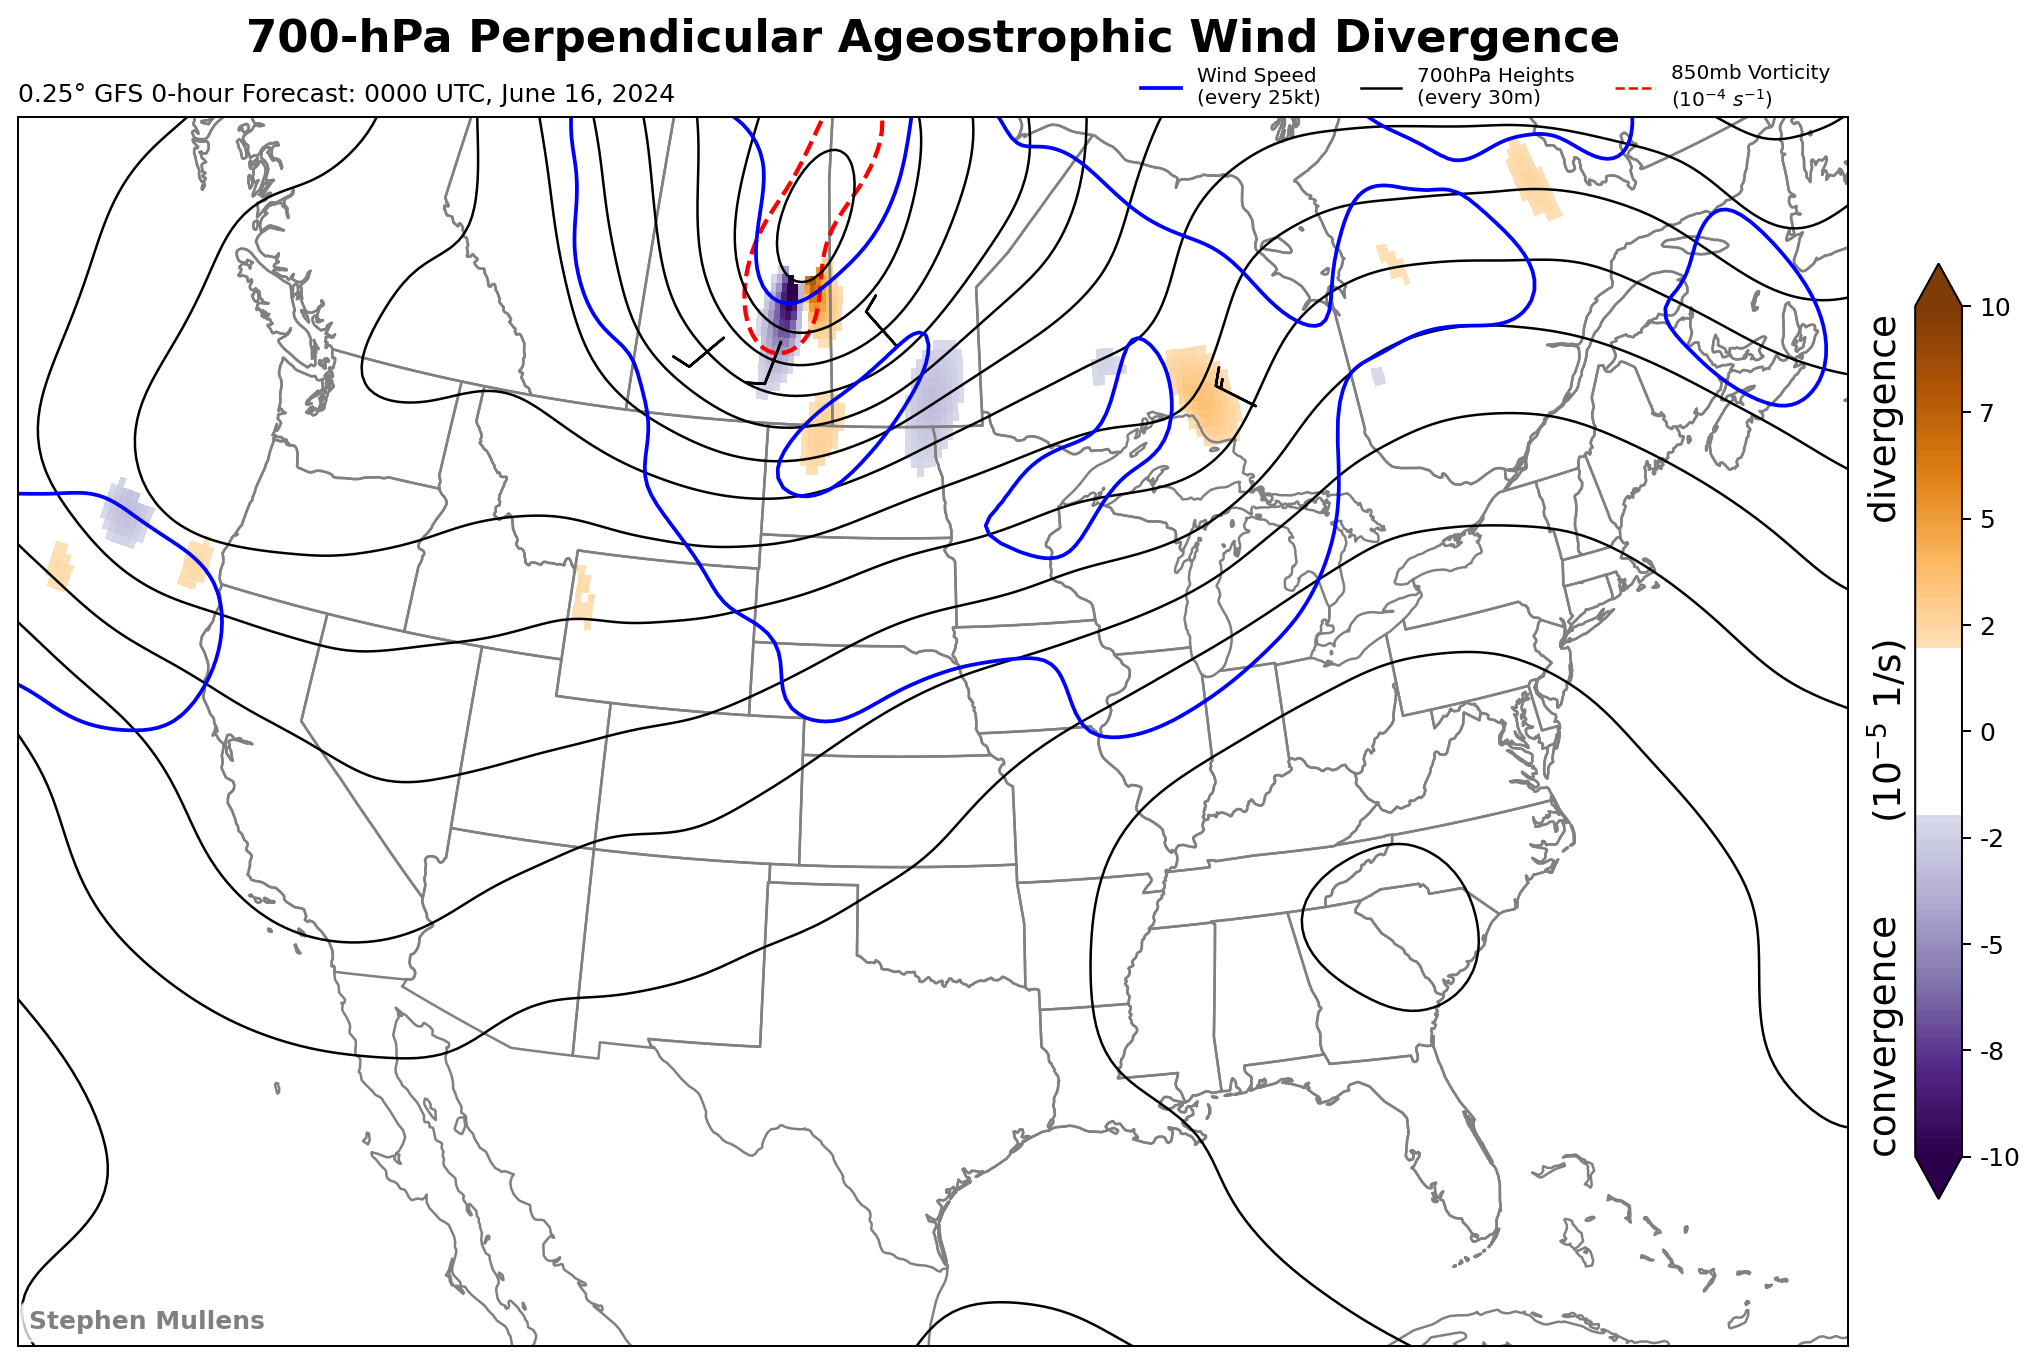 700-hPa Perpendicular Ageostrophic Wind Divergence
0.25° GFS 0-hour Forecast: 0000 UTC, June 16, 2024
Wind Speed
(every 25kt)
700hPa Heights
(every 30m)
850mb Vorticity
(10⁻⁴ s⁻¹)
10
7
5
2
0
-2
-5
-8
-10
convergence (10⁻⁵ 1/s) divergence
Stephen Mullens